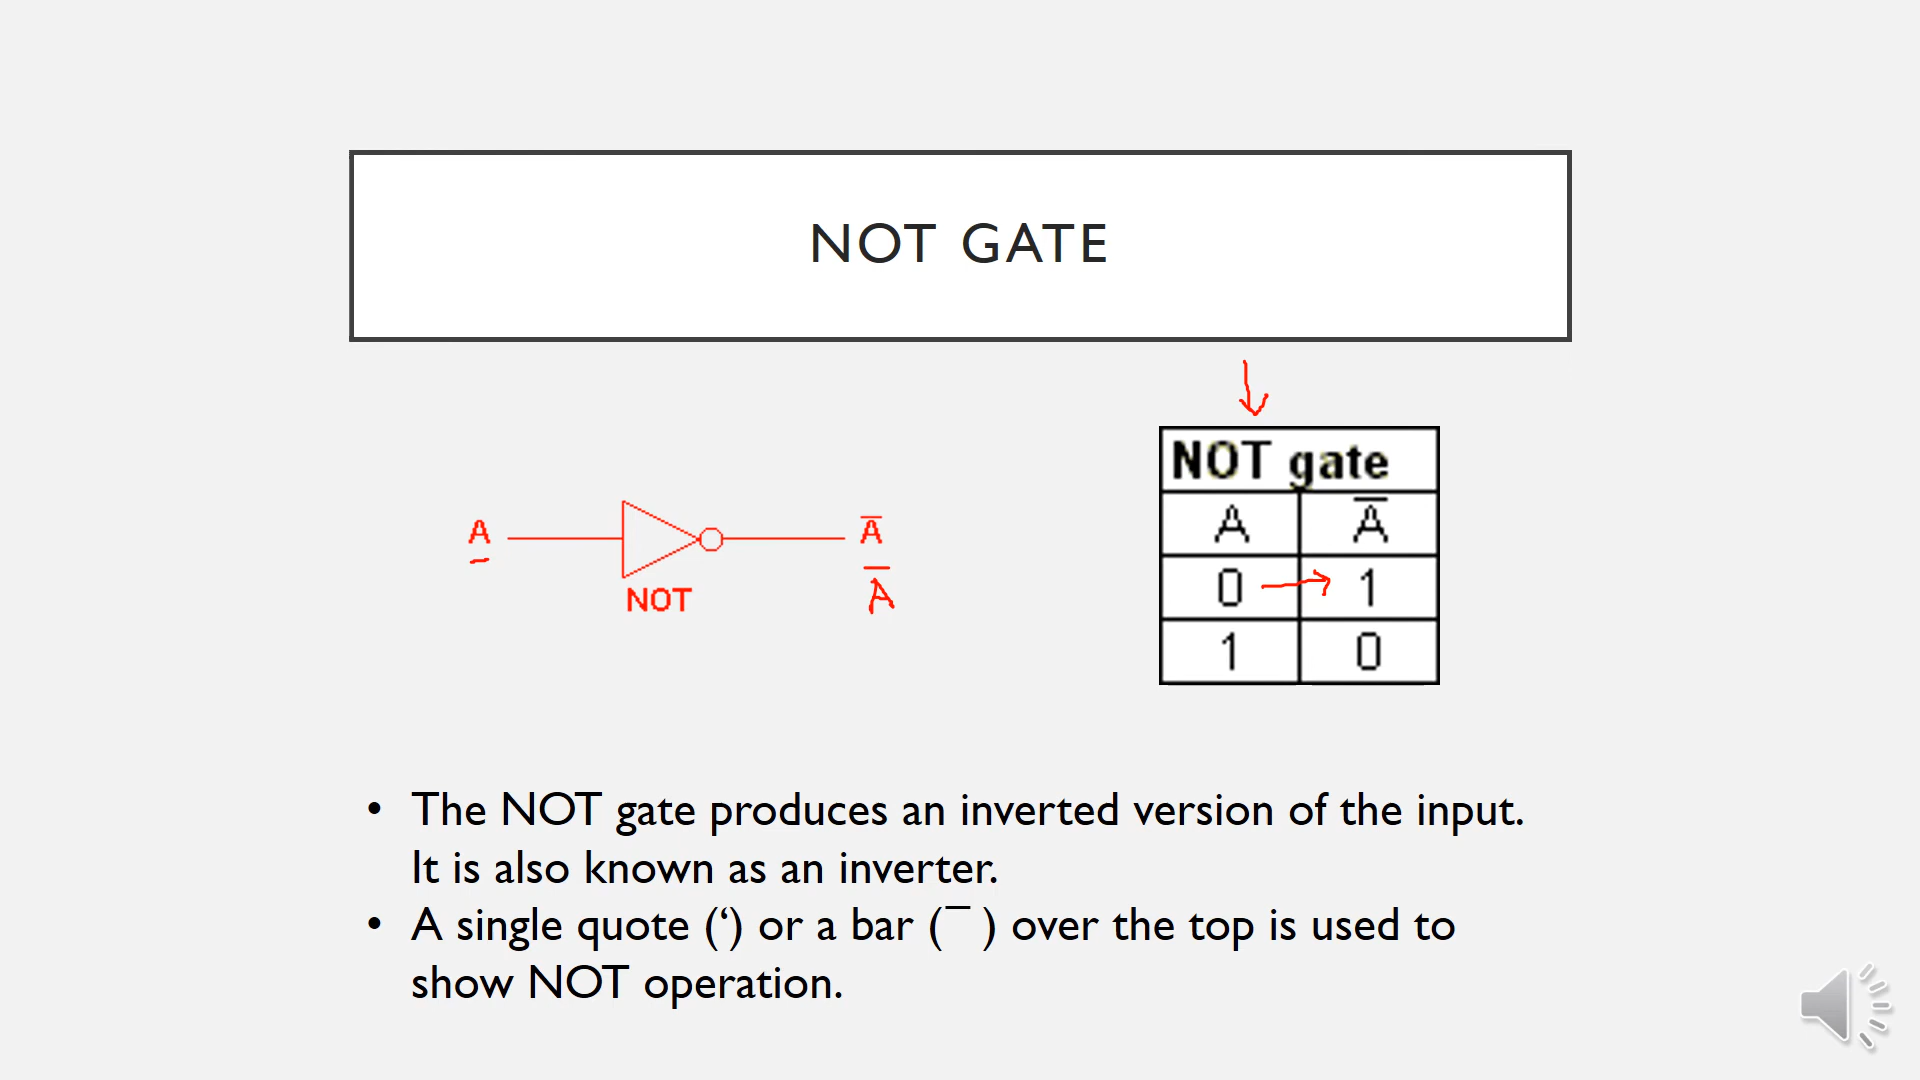 NOT GATE
A
A̅
NOT
A̅
NOT gate
A A̅
0 → 1
1 0
• The NOT gate produces an inverted version of the input.
It is also known as an inverter.
• A single quote (‘) or a bar (¯ ) over the top is used to
show NOT operation.